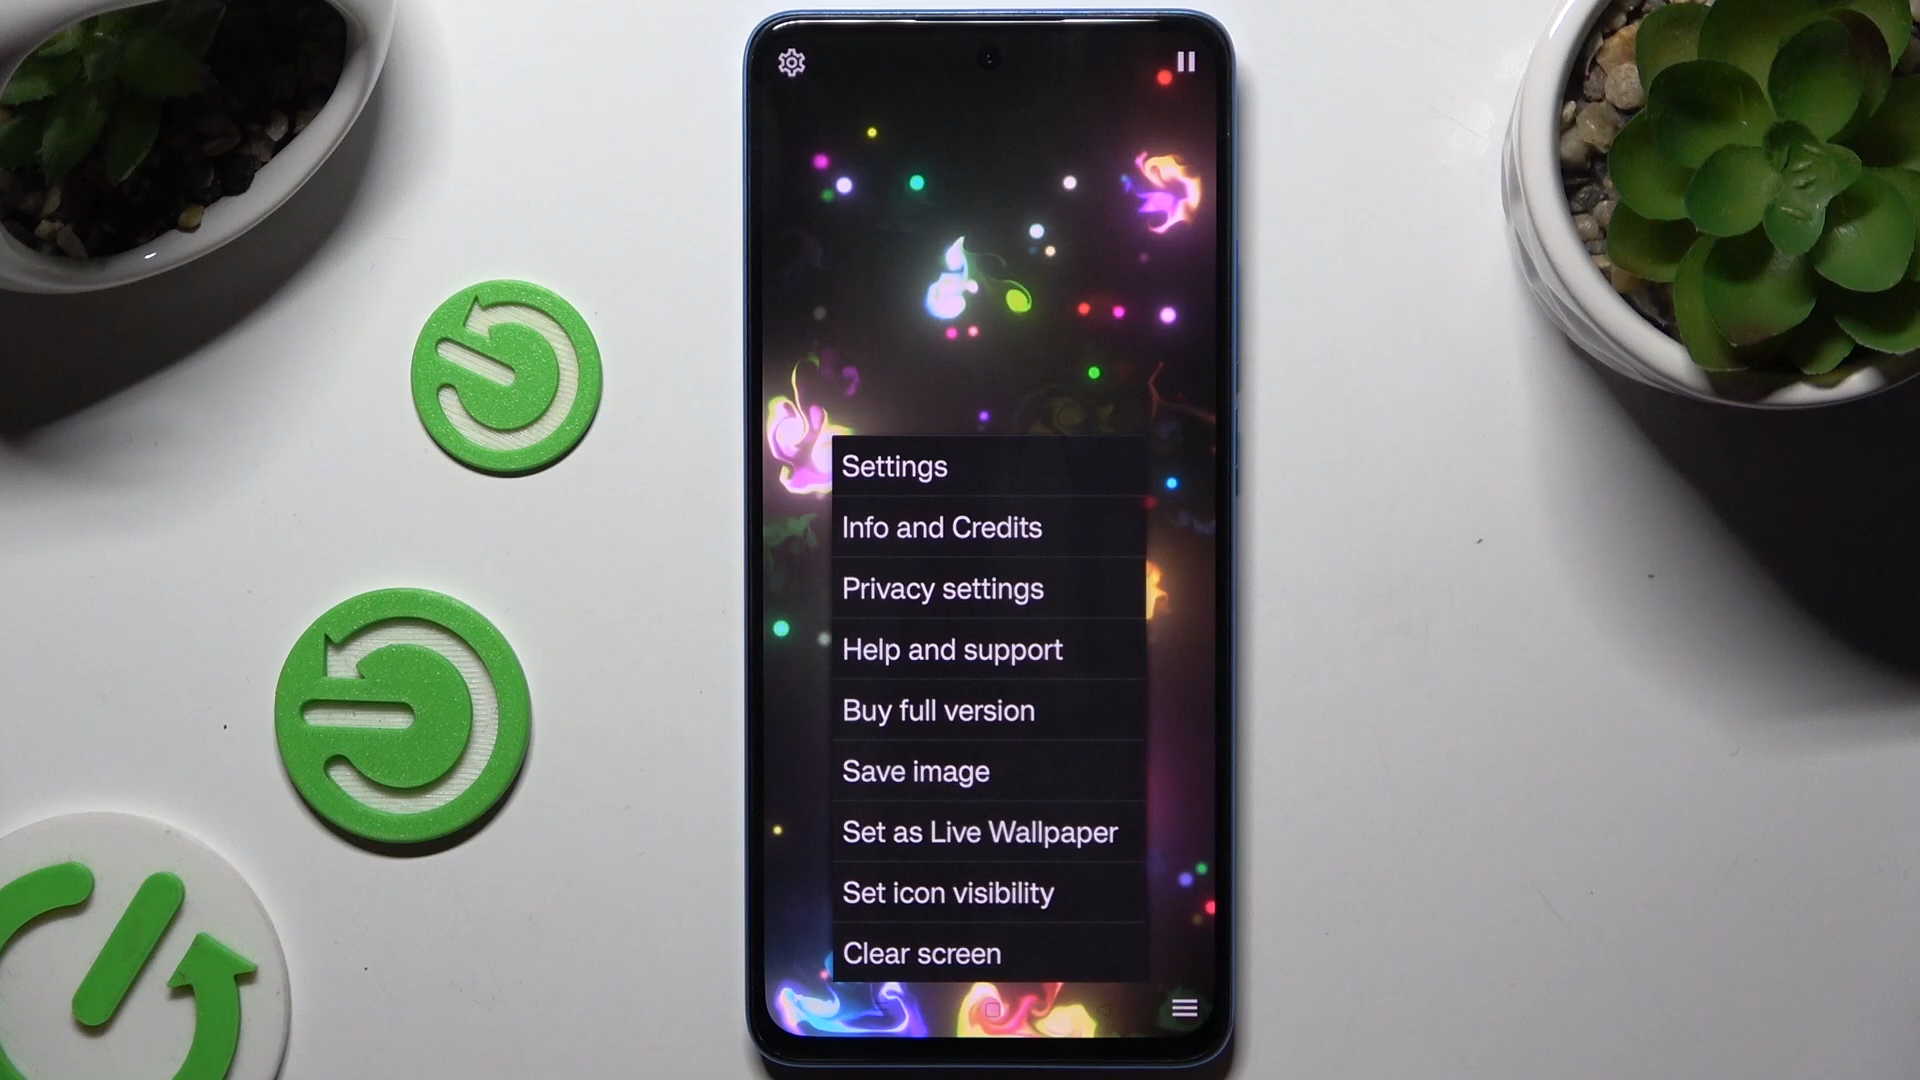 Settings
Info and Credits
Privacy settings
Help and support
Buy full version
Save image
Set as Live Wallpaper
Set icon visibility
Clear screen